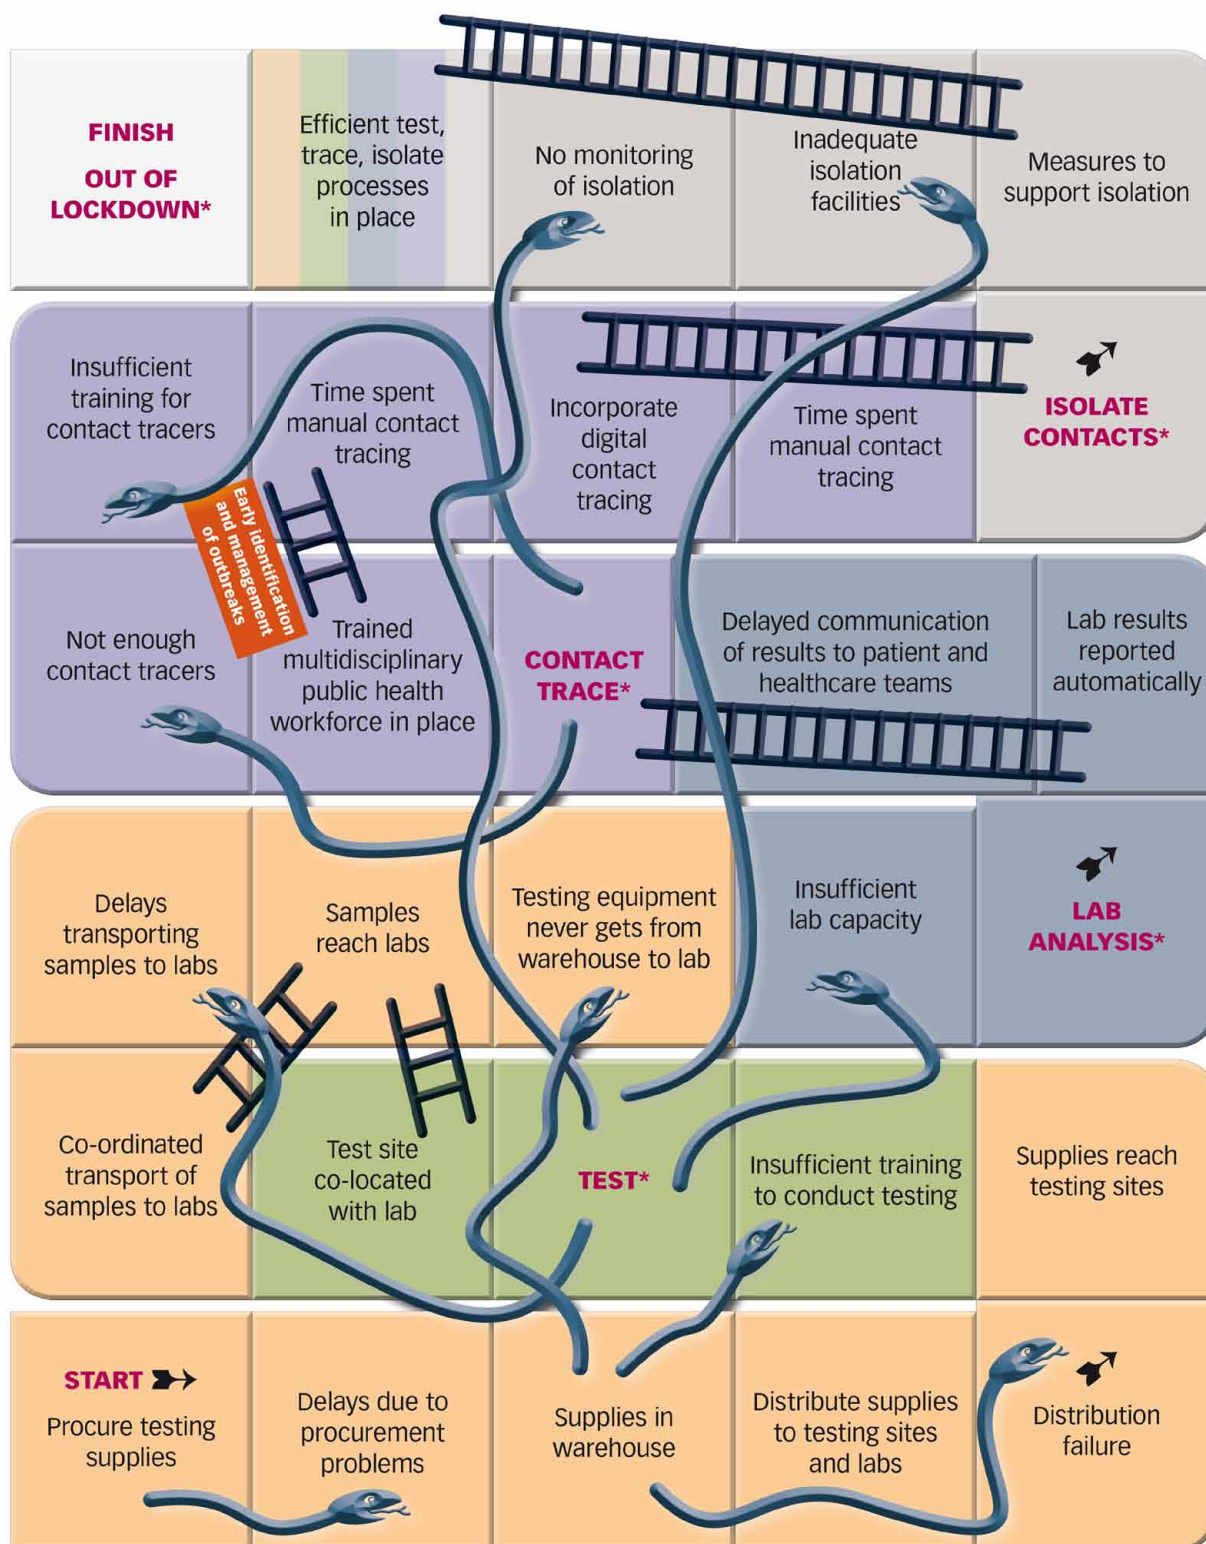 FINISH
OUT OF
LOCKDOWN*
Efficient test,
trace, isolate
processes
in place
No monitoring
of isolation
Inadequate
isolation
facilities
Measures to
support isolation
Insufficient
training for
contact tracers
Time spent
manual contact
tracing
Incorporate
digital
contact
tracing
Time spent
manual contact
tracing
ISOLATE
CONTACTS*
Early identification
and management
of outbreaks
Not enough
contact tracers
Trained
multidisciplinary
public health
workforce in place
CONTACT
TRACE*
Delayed communication
of results to patient and
healthcare teams
Lab results
reported
automatically
Delays
transporting
samples to labs
Samples
reach labs
Testing equipment
never gets from
warehouse to lab
Insufficient
lab capacity
LAB
ANALYSIS*
Co-ordinated
transport of
samples to labs
Test site
co-located
with lab
TEST*
Insufficient training
to conduct testing
Supplies reach
testing sites
START
Procure testing
supplies
Delays due to
procurement
problems
Supplies in
warehouse
Distribute supplies
to testing sites
and labs
Distribution
failure